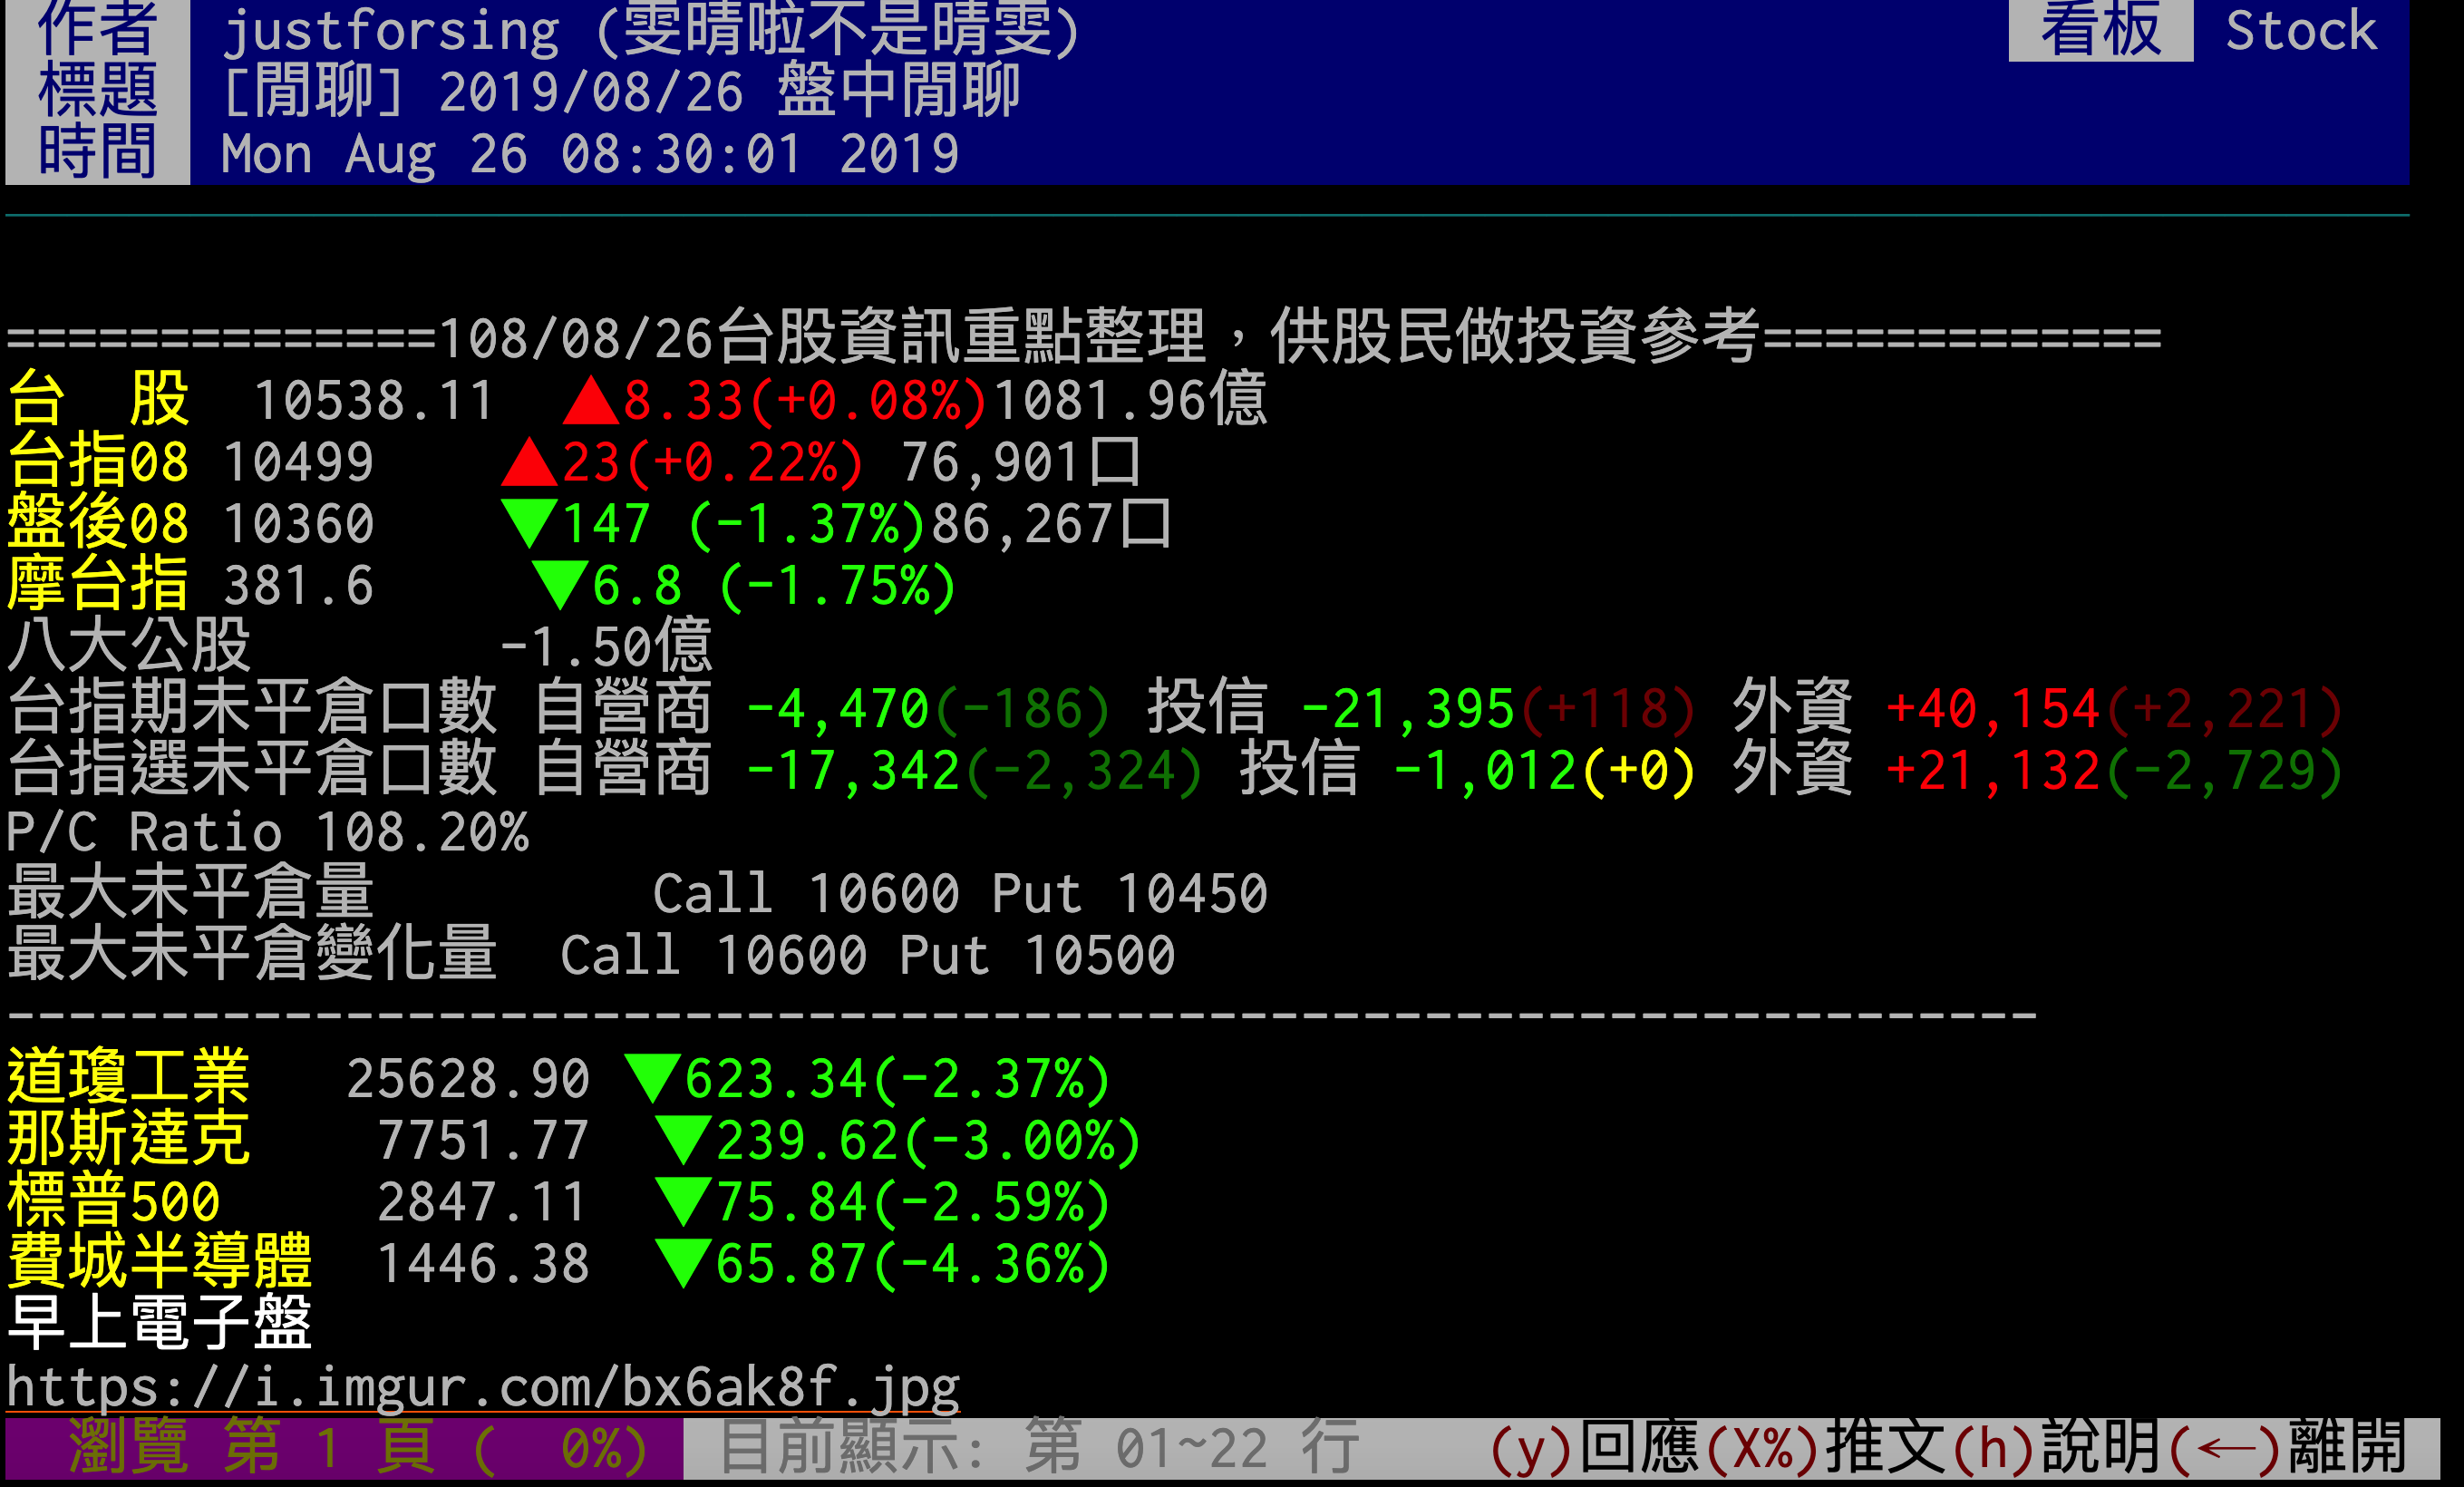 作者 justforsing (雯晴啦不是晴雯) 看板 Stock
標題 [閒聊] 2019/08/26 盤中閒聊
時間 Mon Aug 26 08:30:01 2019
==============108/08/26台股資訊重點整理，供股民做投資參考=============
台　股 10538.11 ▲8.33(+0.08%)1081.96億
台指08 10499 ▲23(+0.22%) 76,901口
盤後08 10360 ▼147 (-1.37%)86,267口
摩台指 381.6 ▼6.8 (-1.75%)
八大公股 -1.50億
台指期未平倉口數 自營商 -4,470(-186) 投信 -21,395(+118) 外資 +40,154(+2,221)
台指選未平倉口數 自營商 -17,342(-2,324) 投信 -1,012(+0) 外資 +21,132(-2,729)
P/C Ratio 108.20%
最大未平倉量 Call 10600 Put 10450
最大未平倉變化量 Call 10600 Put 10500
-------------------------------------------------------------------
道瓊工業 25628.90 ▼623.34(-2.37%)
那斯達克 7751.77 ▼239.62(-3.00%)
標普500 2847.11 ▼75.84(-2.59%)
費城半導體 1446.38 ▼65.87(-4.36%)
早上電子盤
https://i.imgur.com/bx6ak8f.jpg
瀏覽 第 1 頁 ( 0%) 目前顯示: 第 01~22 行 (y)回應(X%)推文(h)說明(←)離開